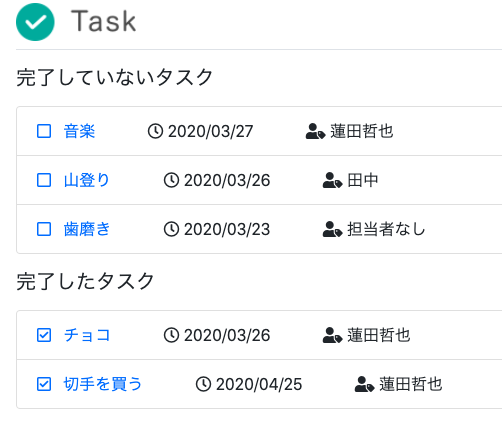 Task
完了していないタスク
音楽 2020/03/27 蓮田哲也
山登り 2020/03/26 田中
歯磨き 2020/03/23 担当者なし
完了したタスク
チョコ 2020/03/26 蓮田哲也
切手を買う 2020/04/25 蓮田哲也